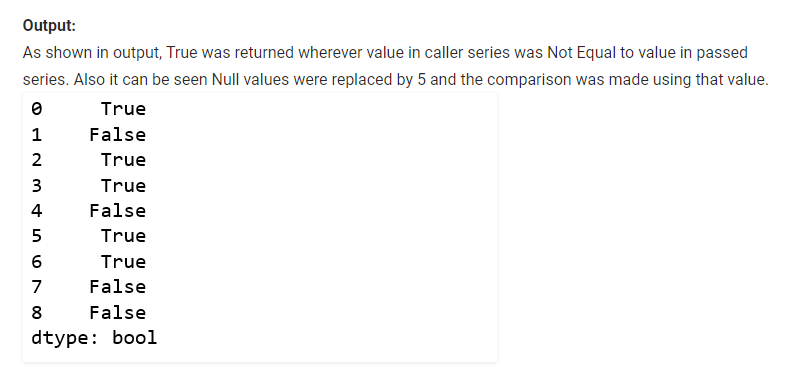 Output:
As shown in output, True was returned wherever value in caller series was Not Equal to value in passed
series. Also it can be seen Null values were replaced by 5 and the comparison was made using that value.
0     True
1    False
2     True
3     True
4    False
5     True
6     True
7    False
8    False
dtype: bool